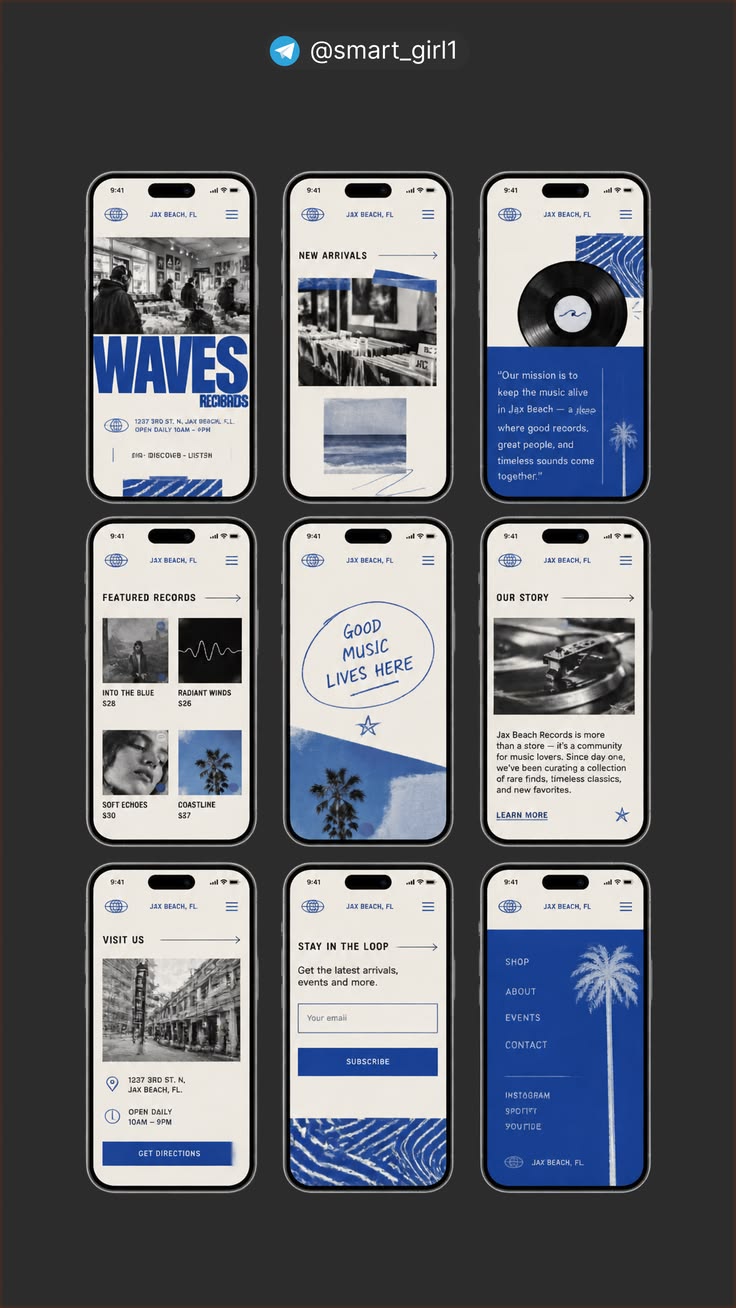 @smart_girl1
9:41
JAX BEACH, FL
WAVES
RECORDS
1237 3RD ST. N, JAX BEACH, FL.
OPEN DAILY 10AM – 9PM
9:41
JAX BEACH, FL
NEW ARRIVALS
9:41
JAX BEACH, FL
"Our mission is to
keep the music alive
in Jax Beach — a
where good records,
great people, and
timeless sounds come
together."
9:41
JAX BEACH, FL
FEATURED RECORDS
INTO THE BLUE
$28
RADIANT WINDS
$26
SOFT ECHOES
$30
COASTLINE
$37
9:41
JAX BEACH, FL
GOOD
MUSIC
LIVES HERE
9:41
JAX BEACH, FL
OUR STORY
Jax Beach Records is more
than a store — it's a community
for music lovers. Since day one,
we've been curating a collection
of rare finds, timeless classics,
and new favorites.
LEARN MORE
9:41
JAX BEACH, FL.
VISIT US
1237 3RD ST. N,
JAX BEACH, FL.
OPEN DAILY
10AM – 9PM
GET DIRECTIONS
9:41
JAX BEACH, FL
STAY IN THE LOOP
Get the latest arrivals,
events and more.
Your email
SUBSCRIBE
9:41
JAX BEACH, FL
SHOP
ABOUT
EVENTS
CONTACT
INSTAGRAM
JAX BEACH, FL.